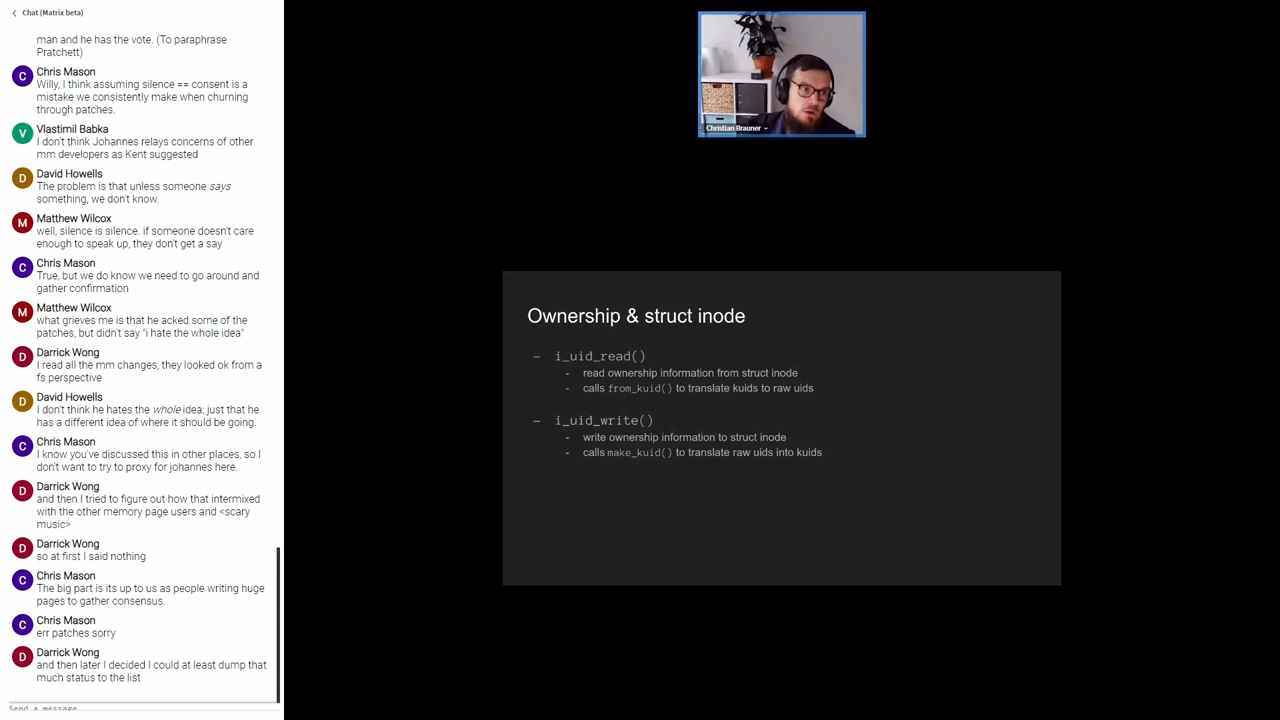 Chat (Matrix beta)
man and he has the vote. (To paraphrase
Pratchett)
C
Chris Mason
Willy, I think assuming silence == consent is a
mistake we consistently make when churning
through patches.
V
Vlastimil Babka
I don't think Johannes relays concerns of other
mm developers as Kent suggested
D
David Howells
The problem is that unless someone says
something, we don't know.
M
Matthew Wilcox
well, silence is silence. if someone doesn't care
enough to speak up, they don't get a say
C
Chris Mason
True, but we do know we need to go around and
gather confirmation
M
Matthew Wilcox
what grieves me is that he acked some of the
patches, but didn't say "i hate the whole idea"
D
Darrick Wong
I read all the mm changes, they looked ok from a
fs perspective
D
David Howells
I don't think he hates the whole idea; just that he
has a different idea of where it should be going.
C
Chris Mason
I know you've discussed this in other places, so I
don't want to try to proxy for johannes here.
D
Darrick Wong
and then I tried to figure out how that intermixed
with the other memory page users and <scary
music>
D
Darrick Wong
so at first I said nothing
C
Chris Mason
The big part is its up to us as people writing huge
pages to gather consensus.
C
Chris Mason
err patches sorry
D
Darrick Wong
and then later I decided I could at least dump that
much status to the list
Send a message
Christian Brauner
Ownership & struct inode
– i_uid_read()
- read ownership information from struct inode
- calls from_kuid() to translate kuids to raw uids
– i_uid_write()
- write ownership information to struct inode
- calls make_kuid() to translate raw uids into kuids